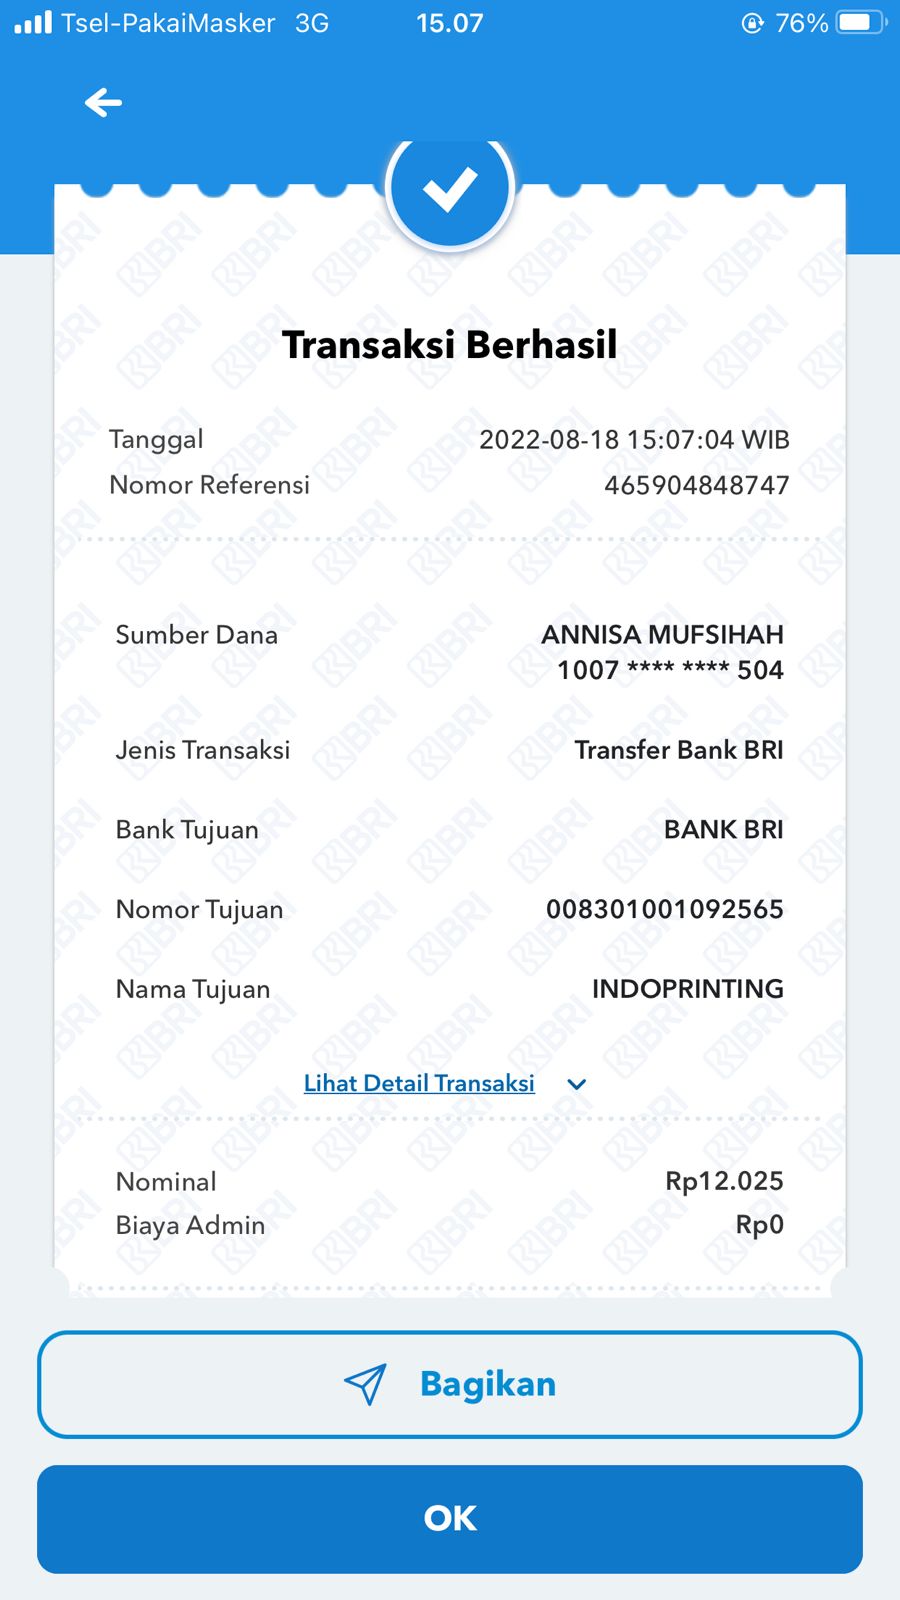 Tsel-PakaiMasker 3G 15.07 76%
Transaksi Berhasil
Tanggal 2022-08-18 15:07:04 WIB
Nomor Referensi 465904848747
Sumber Dana ANNISA MUFSIHAH
1007 **** **** 504
Jenis Transaksi Transfer Bank BRI
Bank Tujuan BANK BRI
Nomor Tujuan 008301001092565
Nama Tujuan INDOPRINTING
Lihat Detail Transaksi
Nominal Rp12.025
Biaya Admin Rp0
Bagikan
OK